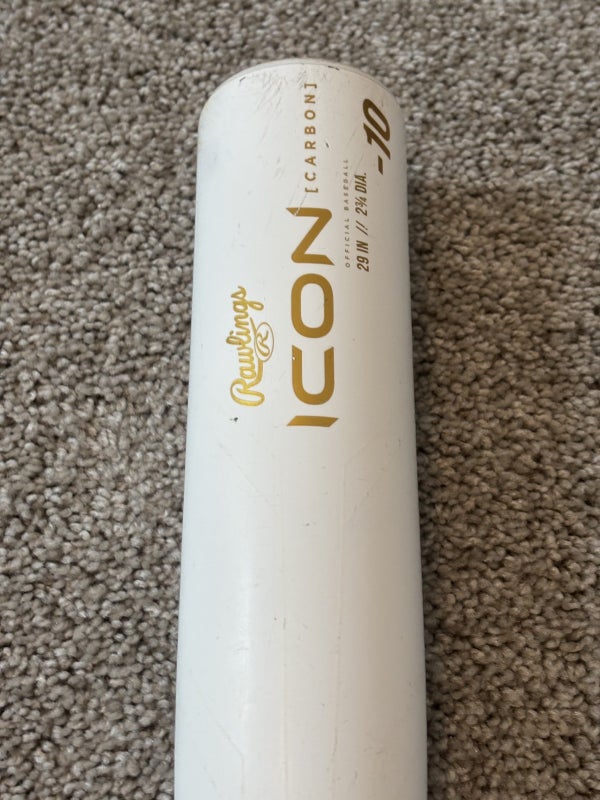 Rawlings
R
ICON
[CARBON]
OFFICIAL BASEBALL
29 IN // 2¾ DIA.
-10